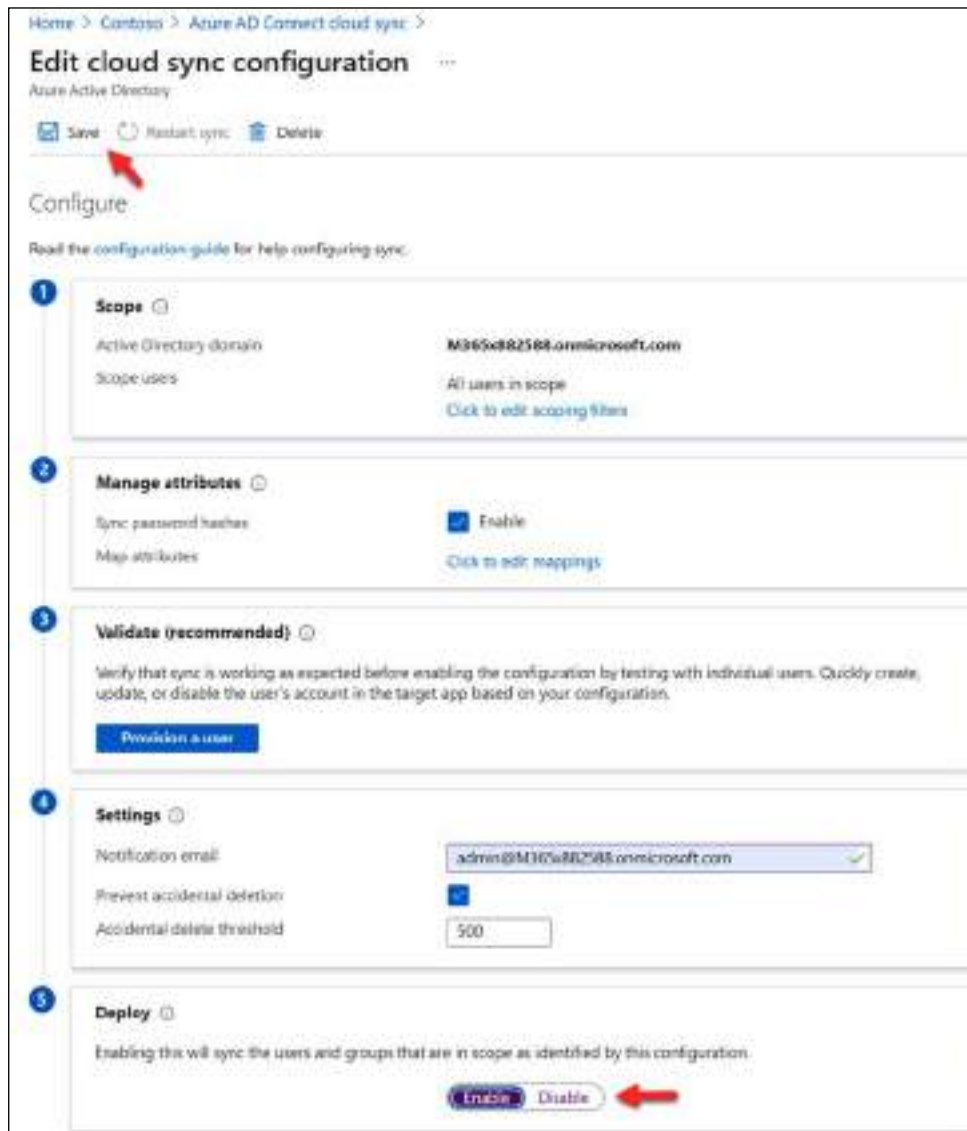 Home > Contoso > Azure AD Connect cloud sync >
Edit cloud sync configuration ...
Azure Active Directory
Save Restart sync Delete
Configure
Read the configuration guide for help configuring sync.
1
Scope
Active Directory domain M365x882588.onmicrosoft.com
Scope users All users in scope
Click to edit scoping filters
2
Manage attributes
Sync password hashes Enable
Map attributes Click to edit mappings
3
Validate (recommended)
Verify that sync is working as expected before enabling the configuration by testing with individual users. Quickly create,
update, or disable the user's account in the target app based on your configuration.
Provision a user
4
Settings
Notification email admin@M365x882588.onmicrosoft.com
Prevent accidental deletion
Accidental delete threshold 500
5
Deploy
Enabling this will sync the users and groups that are in scope as identified by this configuration
Enable Disable